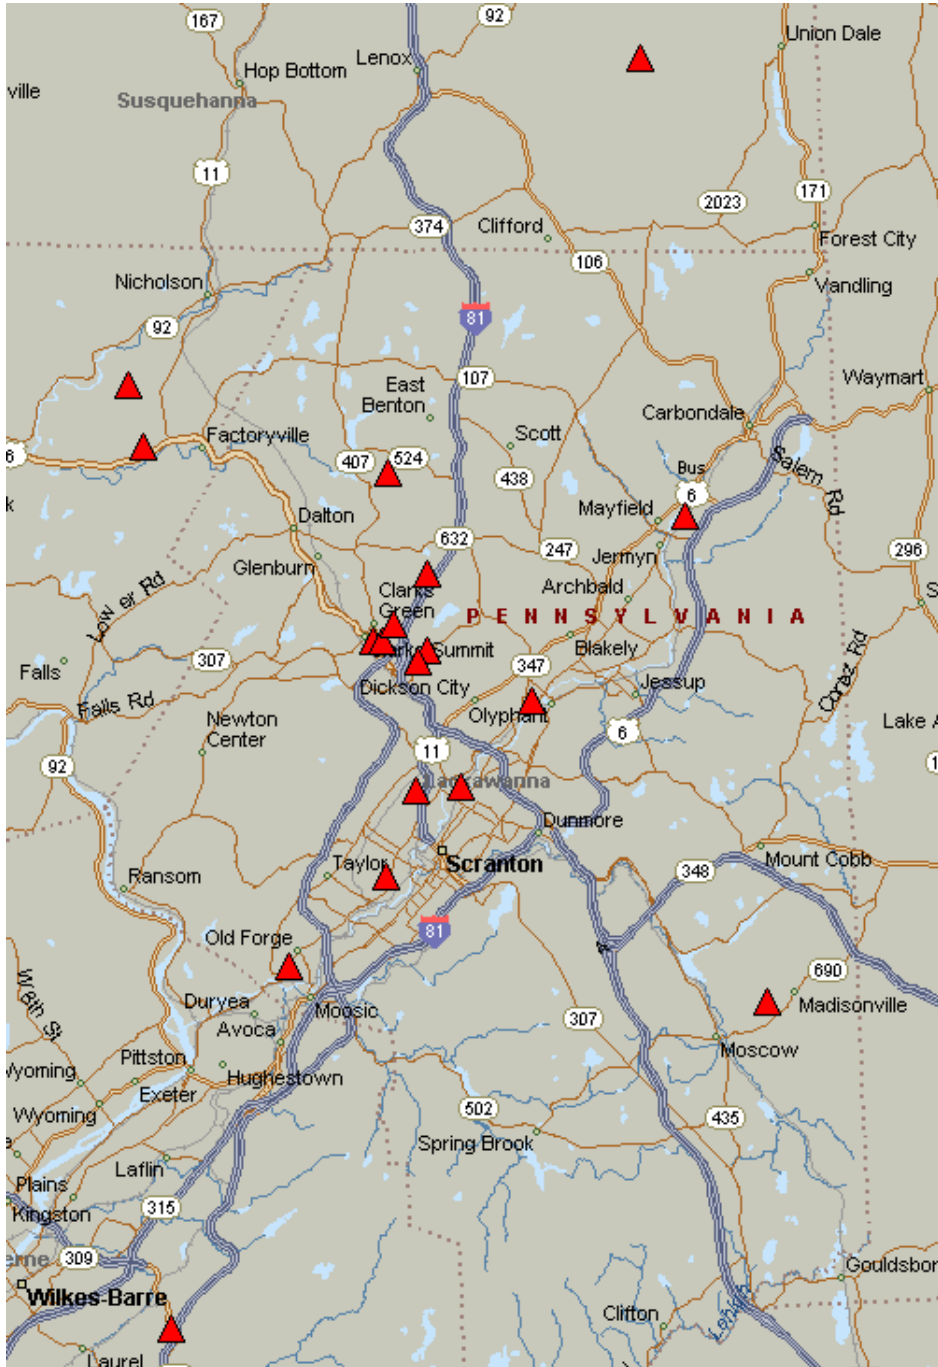 167
92
Union Dale
Lenox
Hop Bottom
ville
Susquehanna
11
171
2023
374
Clifford
Forest City
106
Vandling
Nicholson
81
92
107
East
Benton
Waymart
Carbondale
Factoryville
Scott
6
407
524
438
Bus
6
Salem Rd
k
Mayfield
Dalton
632
247
Jermyn
296
Glenburn
Low er Rd
Clarks
Green
Archbald
S
PENNSYLVANIA
307
Summit
347
Blakely
Falls
Dickson City
Jessup
Falls Rd
Olyphant
Newton
Center
6
Lake A
11
92
1
Lackawanna
Dunmore
Taylor
Scranton
Mount Cobb
348
Ransom
81
Old Forge
690
Duryea
Moosic
Madisonville
Avoca
307
Moscow
Pittston
Hughestown
Wyoming
Exeter
Wyoming
502
435
e
Spring Brook
Laflin
Plains
315
Kingston
erne
309
Gouldsbor
Wilkes-Barre
Clifton
Lehigh
Laurel